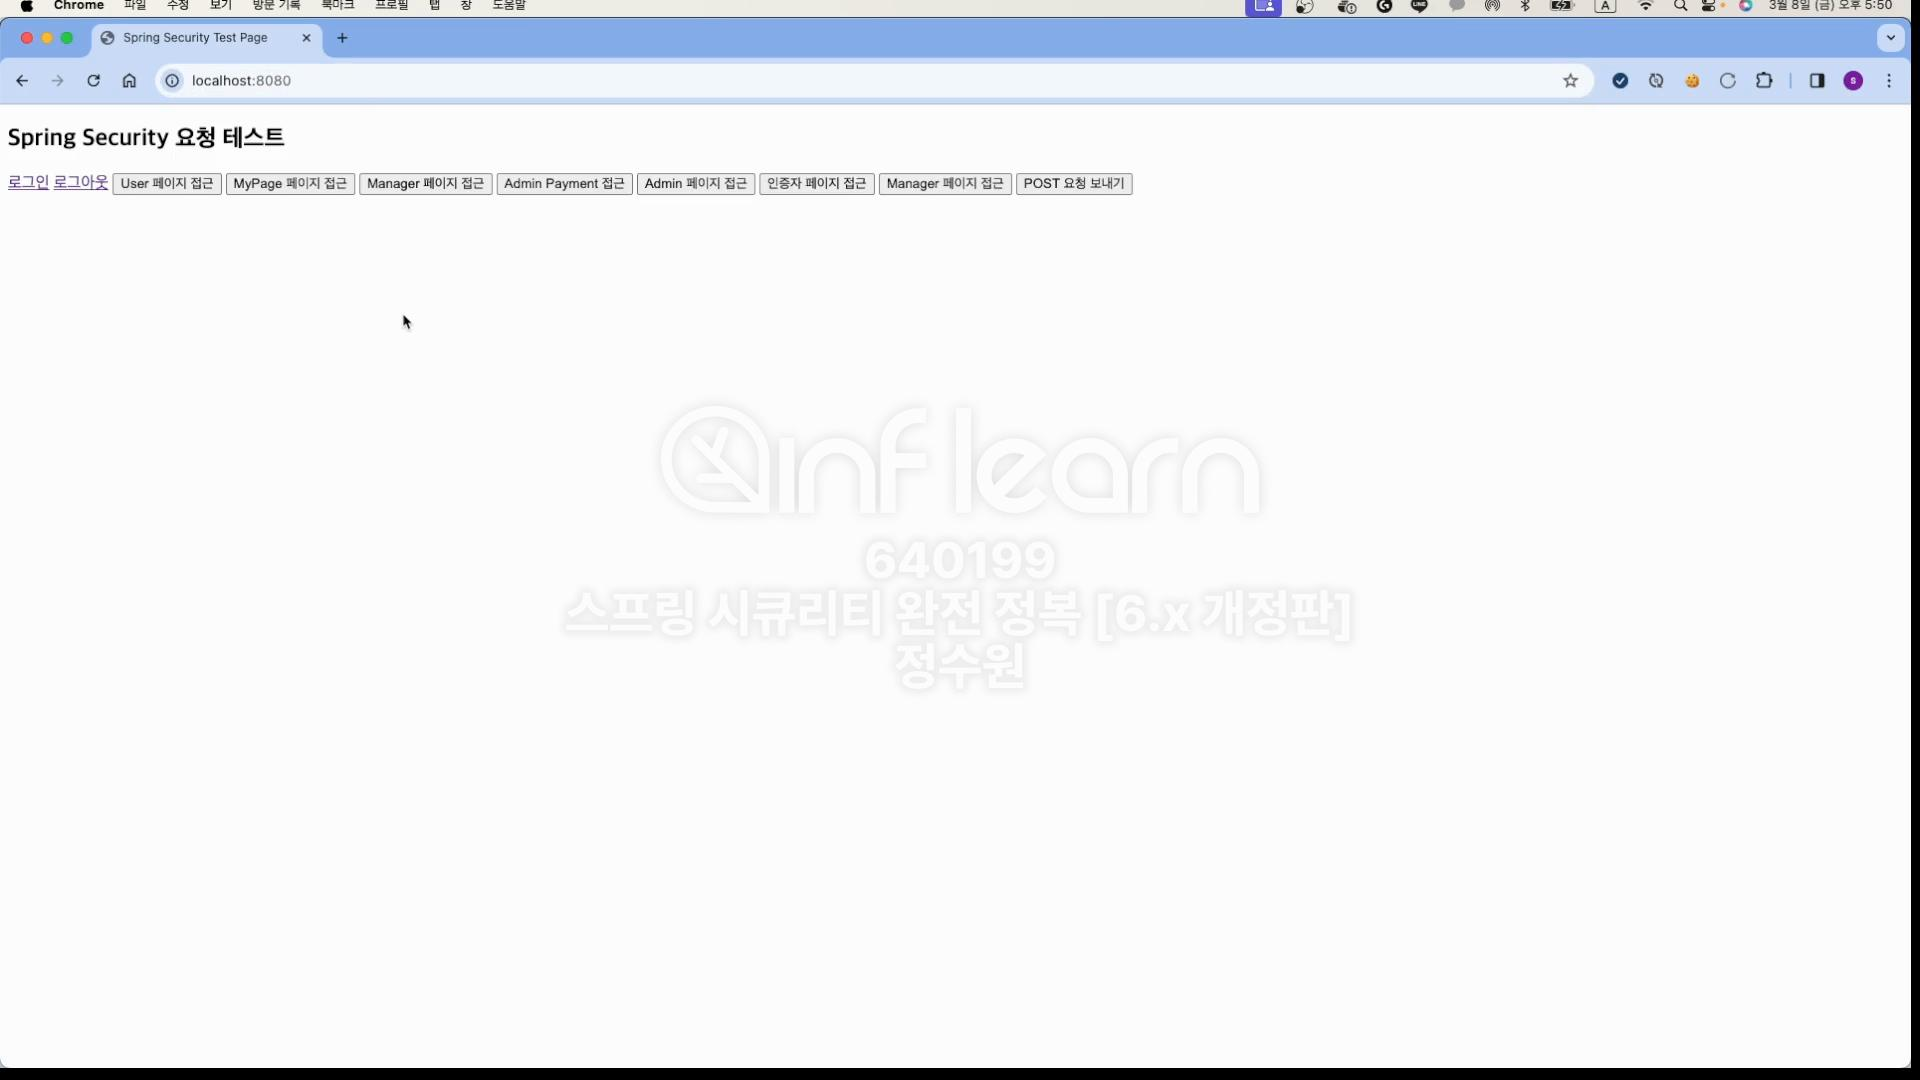 Chrome 파일 수정 보기 방문 기록 북마크 프로필 탭 창 도움말 LINE A 3월 8일 (금) 오후 5:50
Spring Security Test Page
localhost:8080 s
Spring Security 요청 테스트
로그인 로그아웃 User 페이지 접근 MyPage 페이지 접근 Manager 페이지 접근 Admin Payment 접근 Admin 페이지 접근 인증자 페이지 접근 Manager 페이지 접근 POST 요청 보내기
inflearn
640199
스프링 시큐리티 완전 정복 [6.x 개정판]
정수원